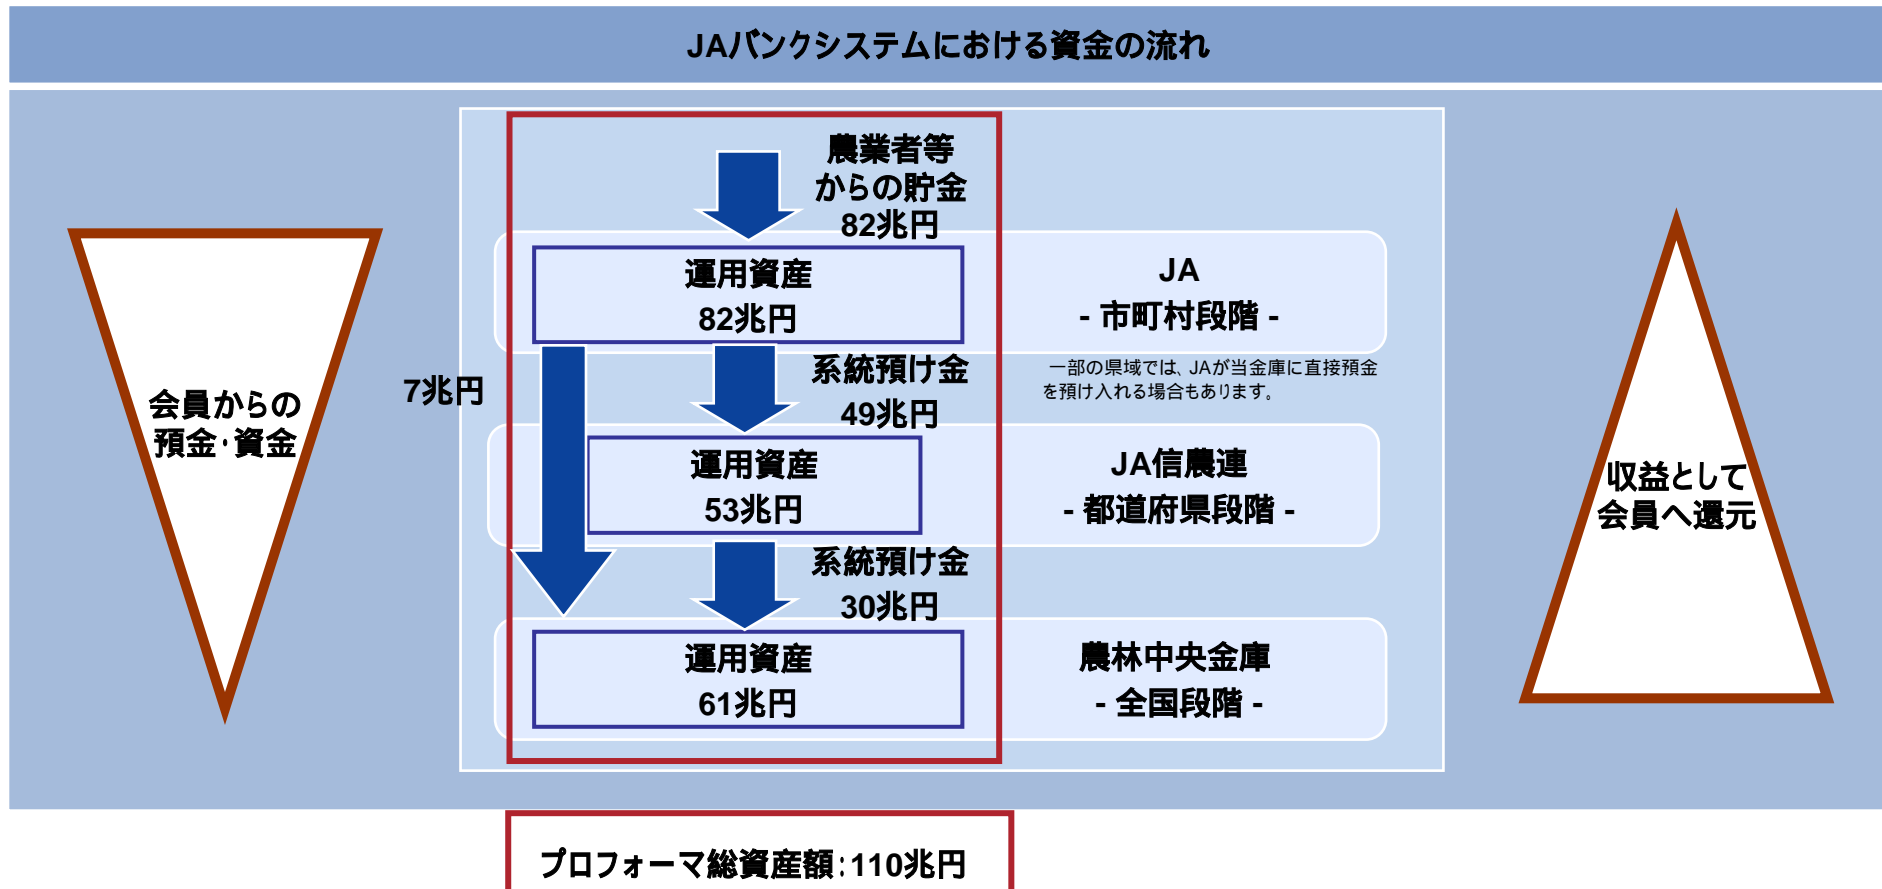 JAバンクシステムにおける資金の流れ
農業者等
からの貯金
82兆円
運用資産
82兆円
JA
- 市町村段階 -
一部の県域では、JAが当金庫に直接預金
を預け入れる場合もあります。
7兆円
系統預け金
49兆円
会員からの
預金・資金
運用資産
53兆円
JA信農連
- 都道府県段階 -
収益として
会員へ還元
系統預け金
30兆円
運用資産
61兆円
農林中央金庫
- 全国段階 -
プロフォーマ総資産額:110兆円